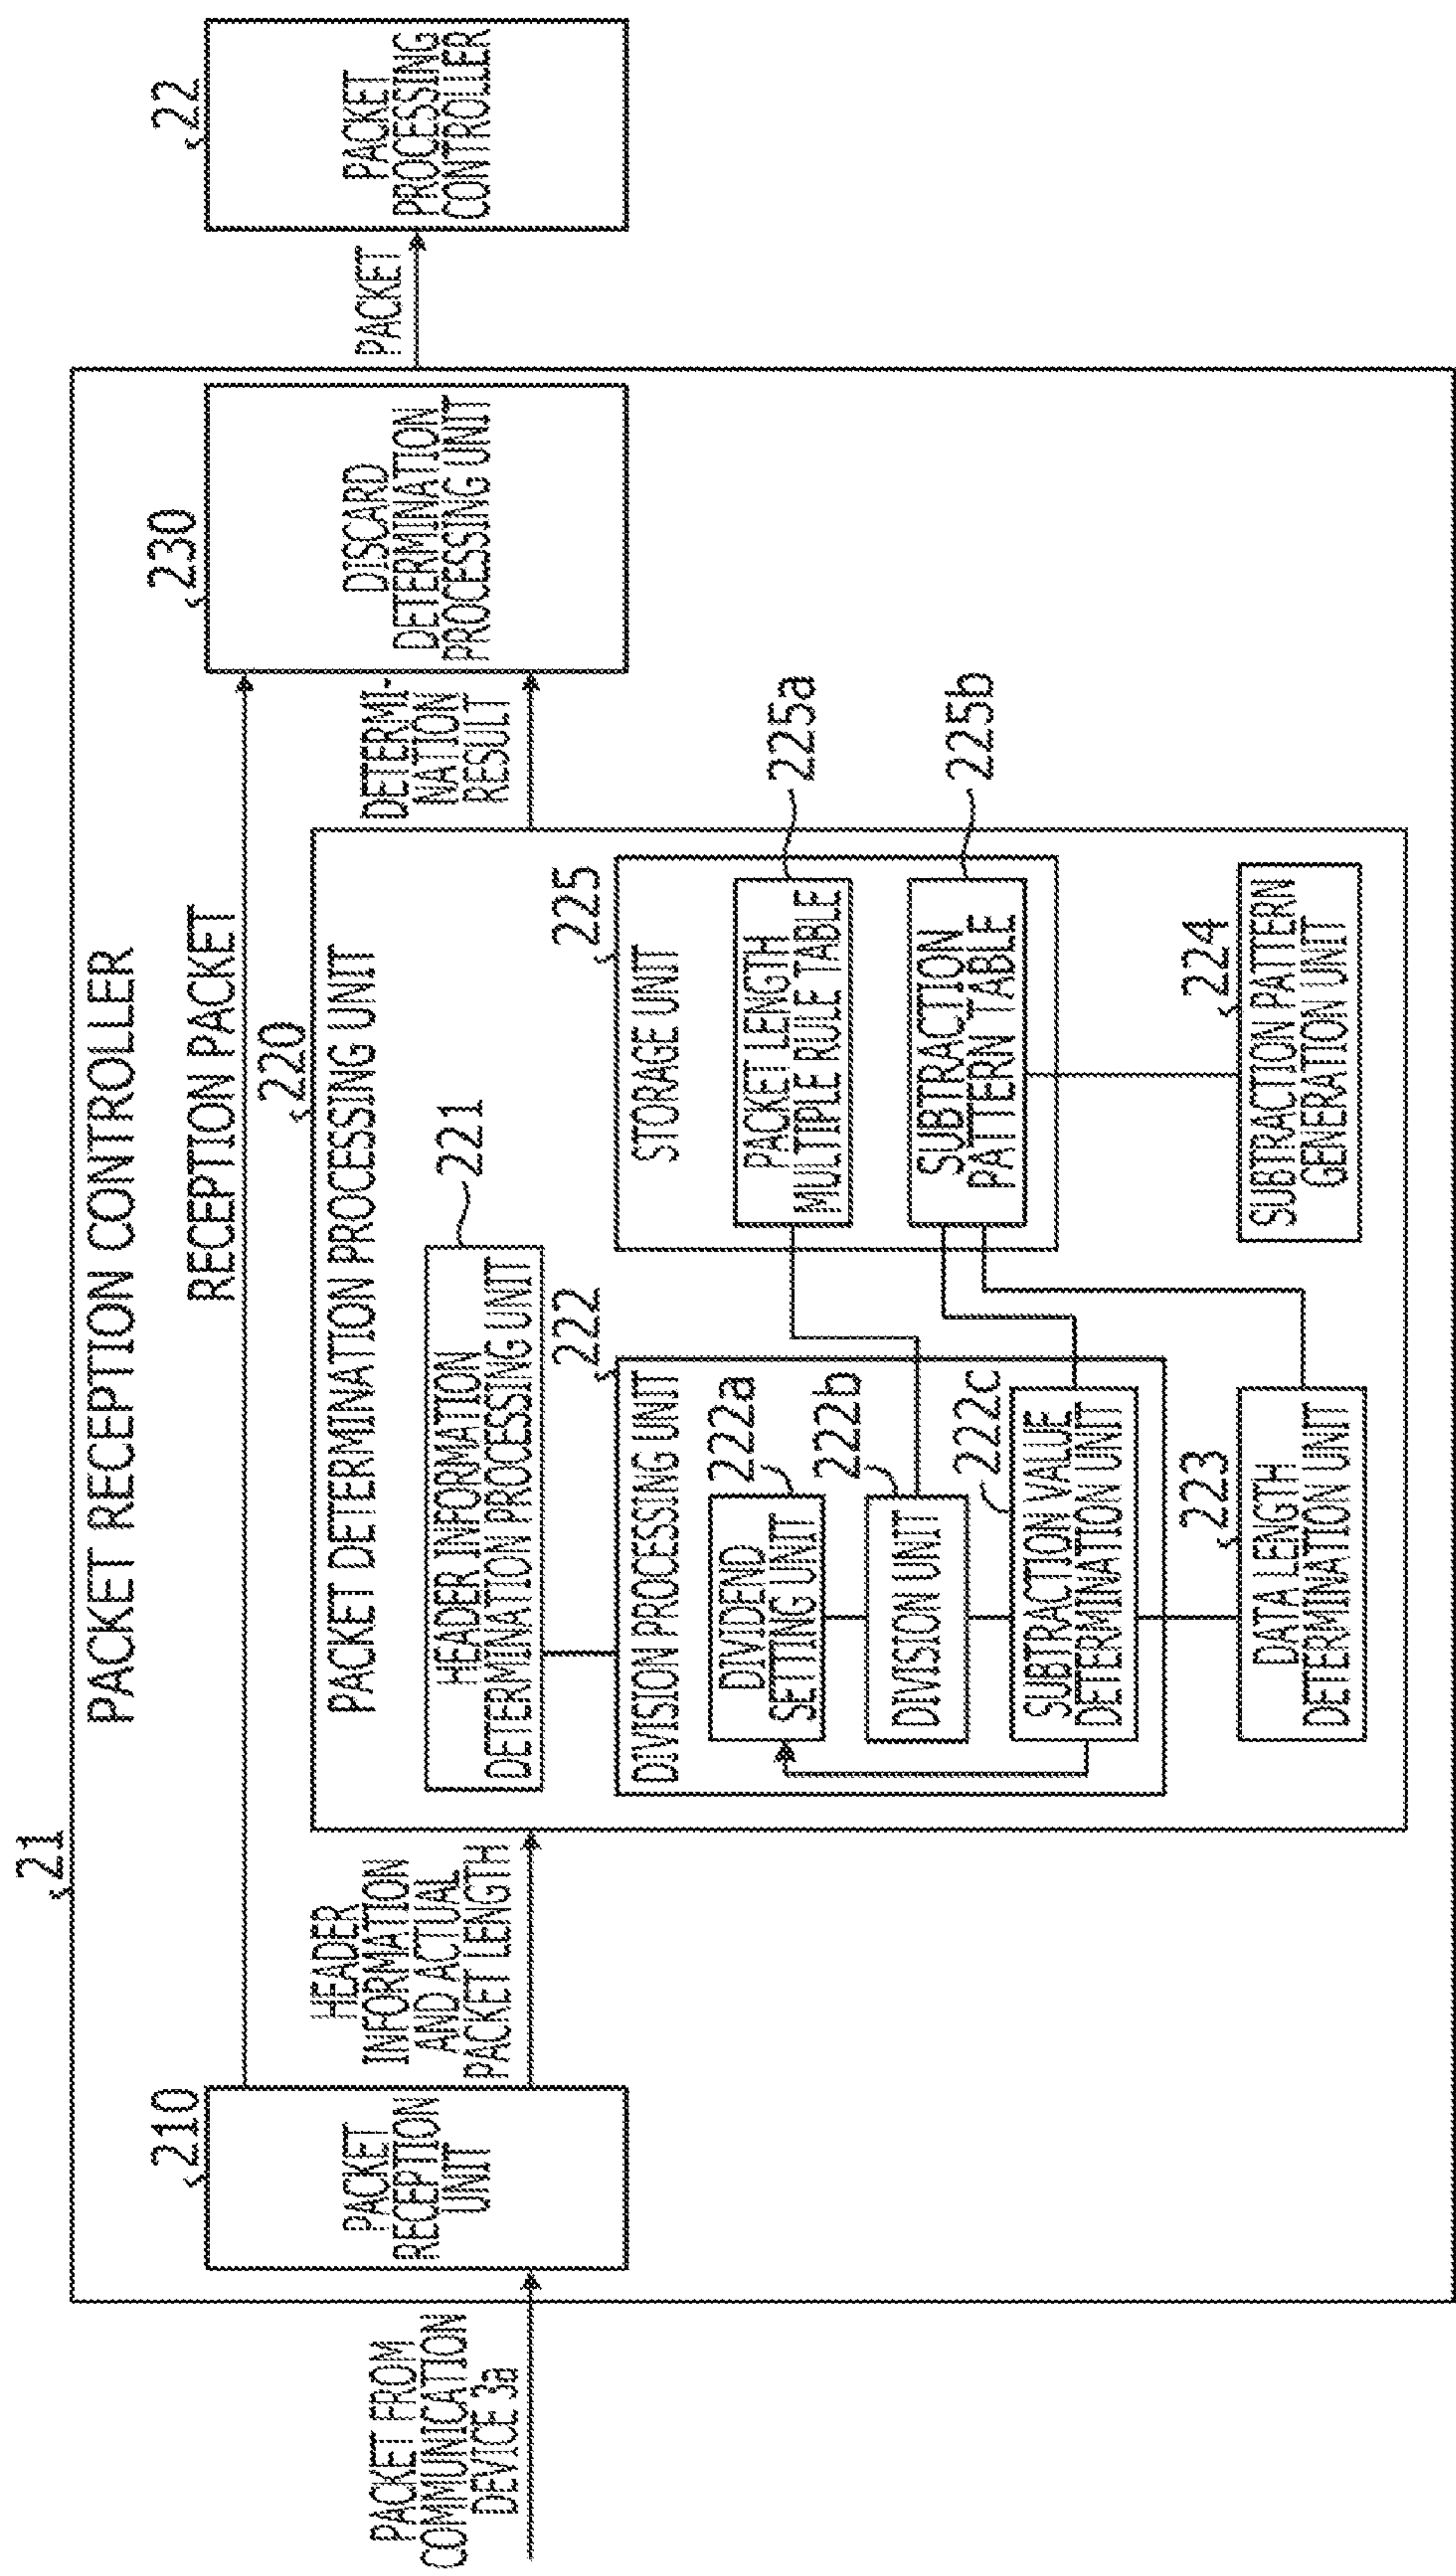 21
PACKET RECEPTION CONTROLLER
PACKET FROM
COMMUNICATION
DEVICE 3a
210
PACKET
RECEPTION
UNIT
RECEPTION PACKET
HEADER
INFORMATION
AND ACTUAL
PACKET LENGTH
220
PACKET DETERMINATION PROCESSING UNIT
221
HEADER INFORMATION
DETERMINATION PROCESSING UNIT
222
DIVISION PROCESSING UNIT
222a
DIVIDEND
SETTING UNIT
222b
DIVISION UNIT
222c
SUBTRACTION VALUE
DETERMINATION UNIT
223
DATA LENGTH
DETERMINATION UNIT
225
STORAGE UNIT
225a
PACKET LENGTH
MULTIPLE RULE TABLE
225b
SUBTRACTION
PATTERN TABLE
224
SUBTRACTION PATTERN
GENERATION UNIT
DETERMI-
NATION
RESULT
230
DISCARD
DETERMINATION
PROCESSING UNIT
PACKET
22
PACKET
PROCESSING
CONTROLLER